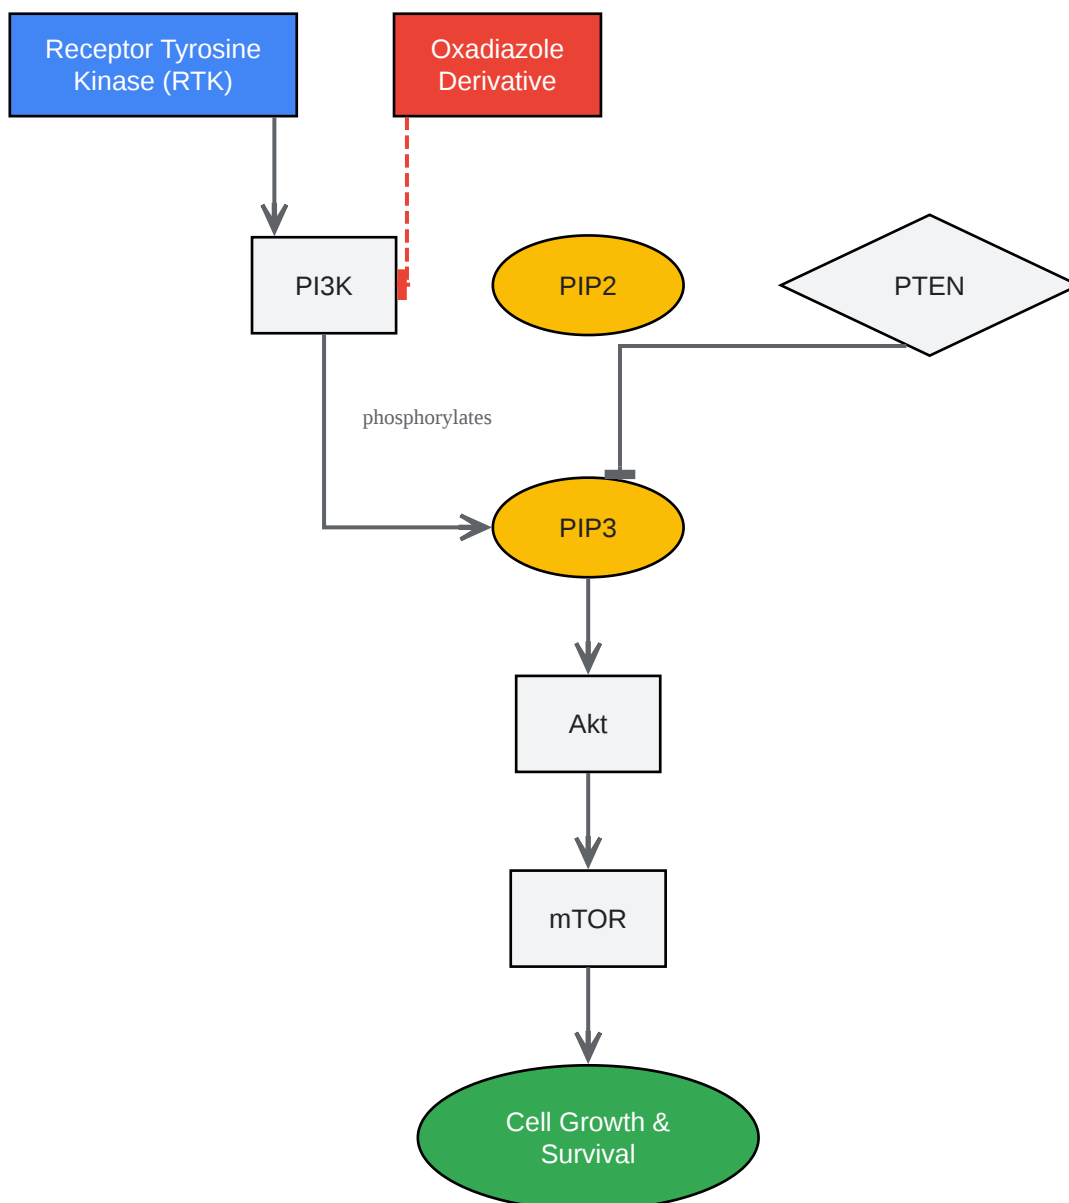 Receptor Tyrosine
Kinase (RTK)
Oxadiazole
Derivative
PI3K
PIP2
PTEN
phosphorylates
PIP3
Akt
mTOR
Cell Growth &
Survival